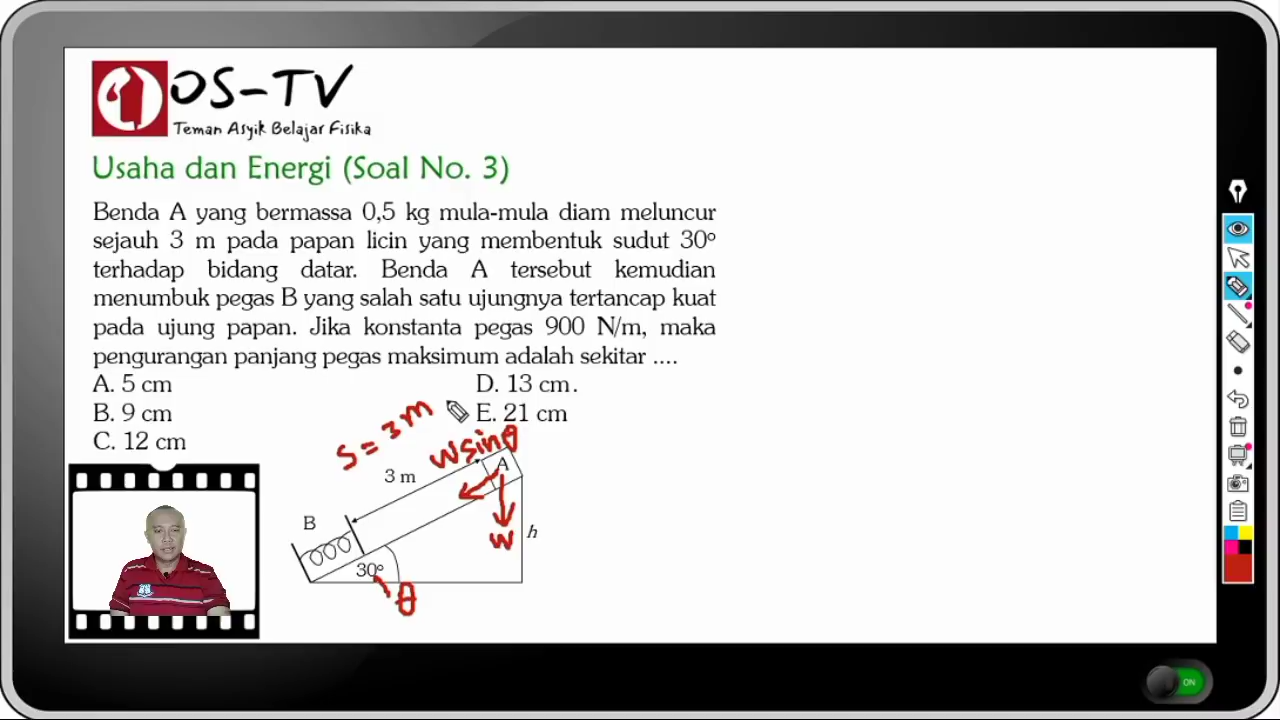 OS-TV
Teman Asyik Belajar Fisika
Usaha dan Energi (Soal No. 3)
Benda A yang bermassa 0,5 kg mula-mula diam meluncur
sejauh 3 m pada papan licin yang membentuk sudut 30°
terhadap bidang datar. Benda A tersebut kemudian
menumbuk pegas B yang salah satu ujungnya tertancap kuat
pada ujung papan. Jika konstanta pegas 900 N/m, maka
pengurangan panjang pegas maksimum adalah sekitar ....
A. 5 cm
B. 9 cm
C. 12 cm
D. 13 cm.
E. 21 cm
S = 3 m
W sin θ
3 m
A
B
W
h
30°
θ
ON